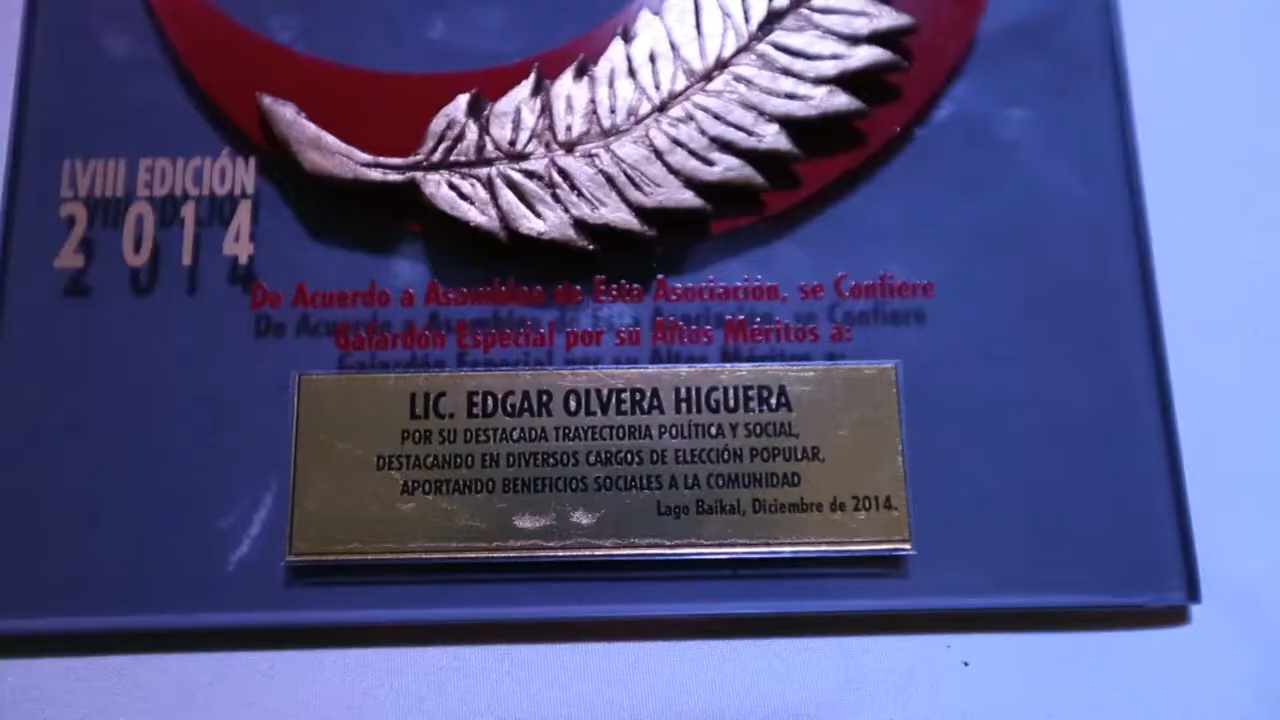 LVIII EDICIÓN
2014
De Acuerdo a Asamblea de Esta Asociación, se Confiere
Galardón Especial por su Altos Méritos a:
LIC. EDGAR OLVERA HIGUERA
POR SU DESTACADA TRAYECTORIA POLÍTICA Y SOCIAL,
DESTACANDO EN DIVERSOS CARGOS DE ELECCIÓN POPULAR,
APORTANDO BENEFICIOS SOCIALES A LA COMUNIDAD
Lago Baikal, Diciembre de 2014.